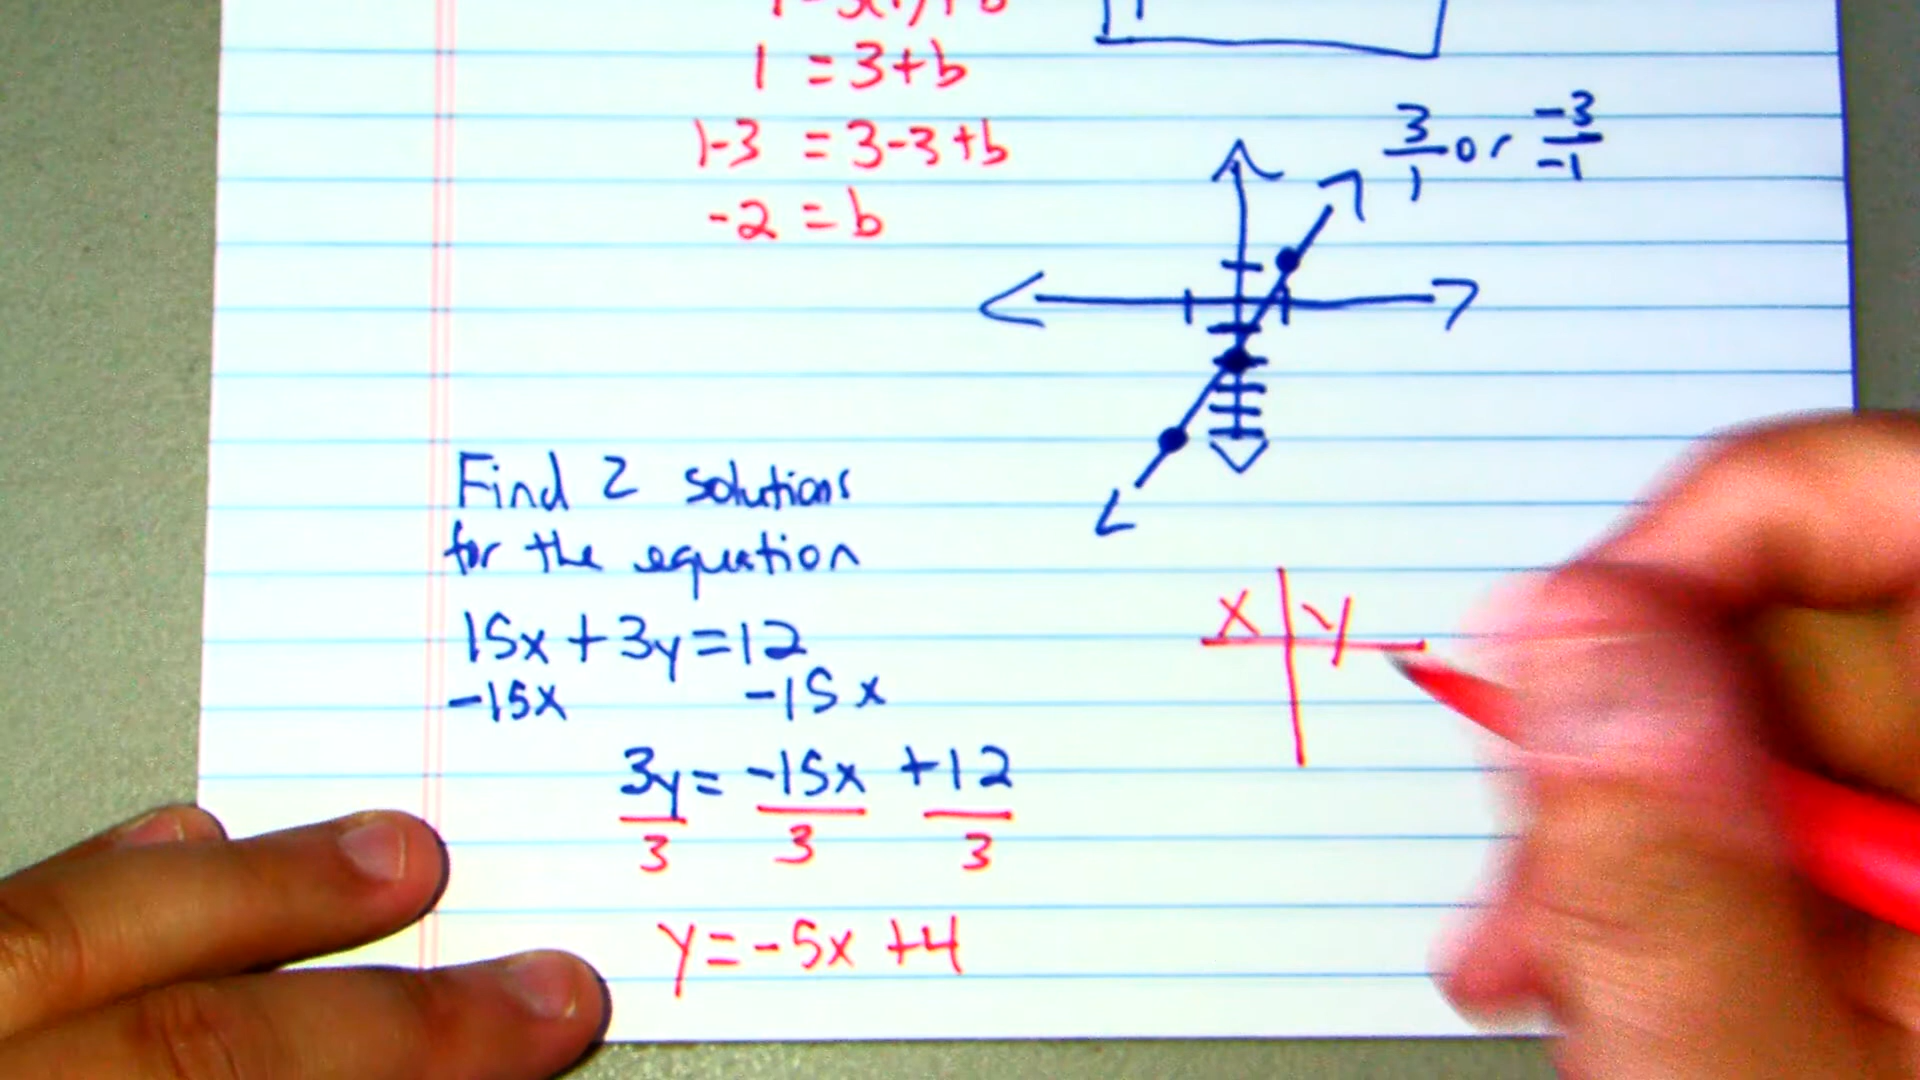 1 = 3+b
1-3 = 3-3+b
-2 = b
3/1 or -3/-1
Find 2 solutions
for the equation
15x + 3y = 12
-15x -15x
3y = -15x + 12
3 3 3
y = -5x + 4
x y